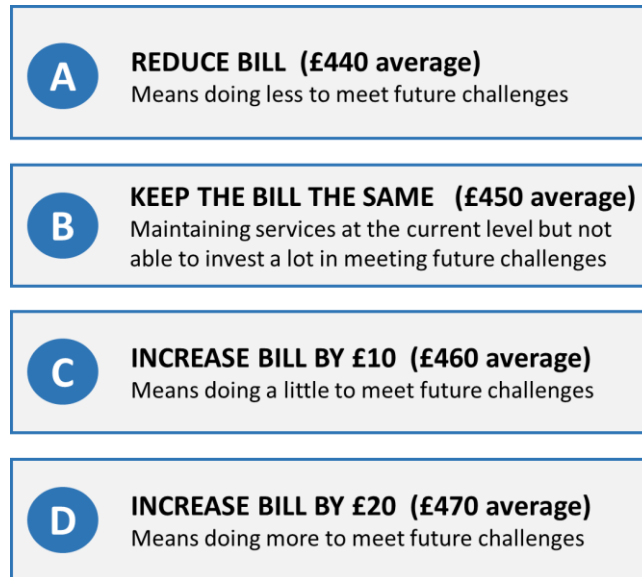 A
REDUCE BILL (£440 average)
Means doing less to meet future challenges
B
KEEP THE BILL THE SAME (£450 average)
Maintaining services at the current level but not
able to invest a lot in meeting future challenges
C
INCREASE BILL BY £10 (£460 average)
Means doing a little to meet future challenges
D
INCREASE BILL BY £20 (£470 average)
Means doing more to meet future challenges